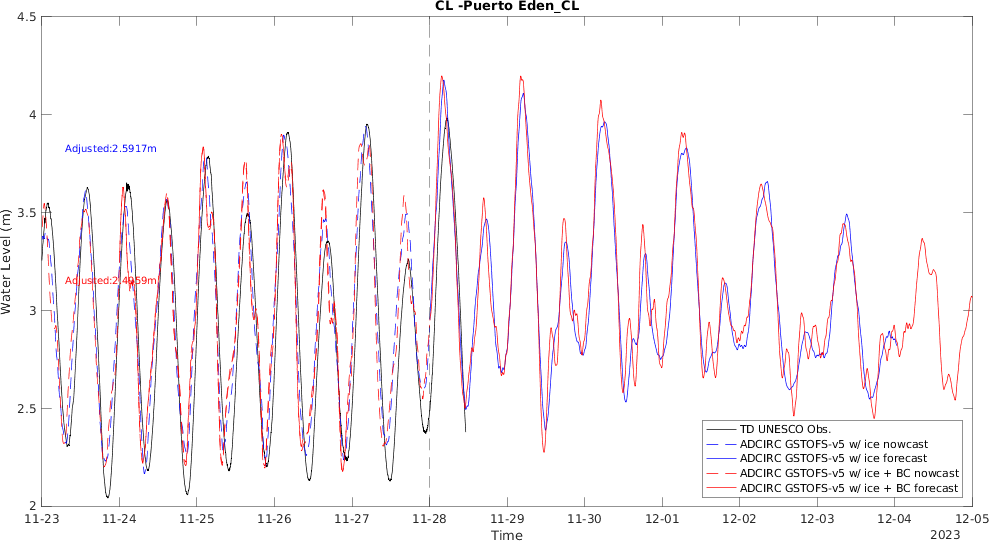 CL -Puerto Eden_CL
4.5
4
3.5
3
2.5
2
Water Level (m)
Adjusted:2.5917m
Adjusted:2.4959m
TD UNESCO Obs.
ADCIRC GSTOFS-v5 w/ ice nowcast
ADCIRC GSTOFS-v5 w/ ice forecast
ADCIRC GSTOFS-v5 w/ ice + BC nowcast
ADCIRC GSTOFS-v5 w/ ice + BC forecast
11-23 11-24 11-25 11-26 11-27 11-28 11-29 11-30 12-01 12-02 12-03 12-04 12-05
Time
2023